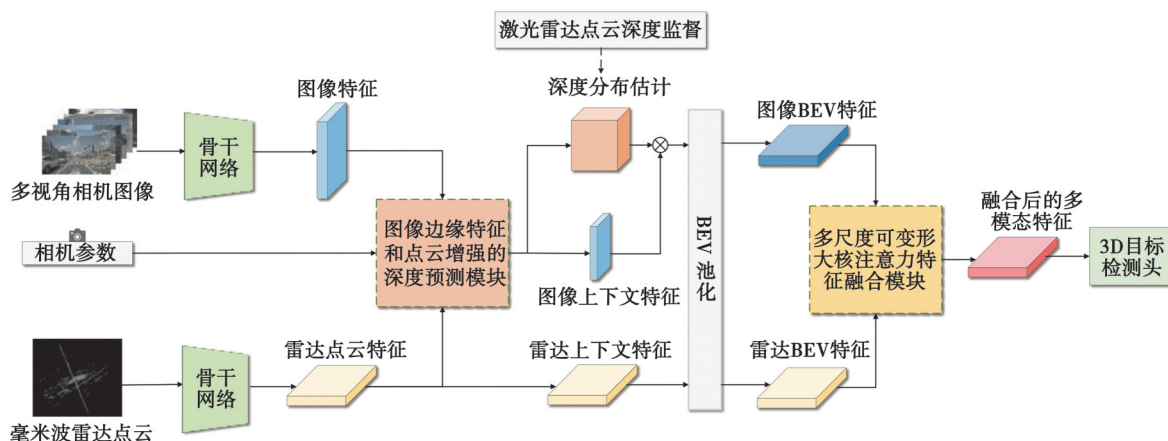 激光雷达点云深度监督
图像特征
深度分布估计
图像BEV特征
骨干
网络
多视角相机图像
相机参数
图像边缘特征
和点云增强的
深度预测模块
图像上下文特征
BEV 池化
多尺度可变形
大核注意力特
征融合模块
融合后的多
模态特征
3D目标
检测头
雷达点云特征
雷达上下文特征
雷达BEV特征
骨干
网络
毫米波雷达点云